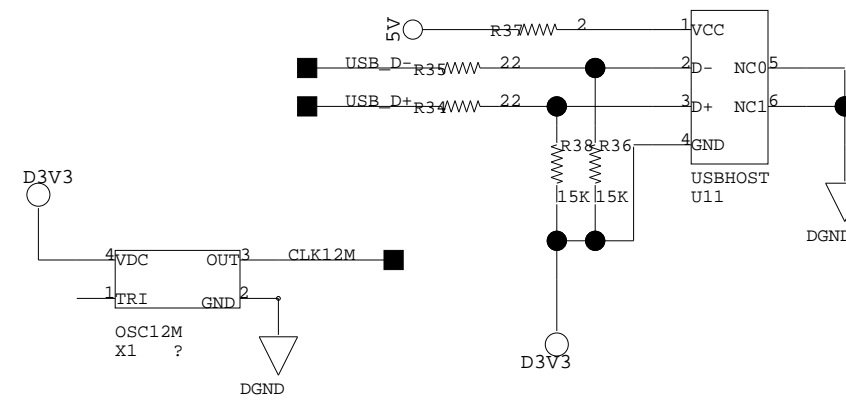 5V
R37 2 1 VCC
USB_D- R35 22 2 D- NC0 5
USB_D+ R34 22 3 D+ NC1 6
4 GND
R38 R36
15K 15K
USBHOST
U11
DGND
D3V3
4 VDC OUT 3 CLK12M
1 TRI GND 2
OSC12M
X1 ?
DGND
D3V3